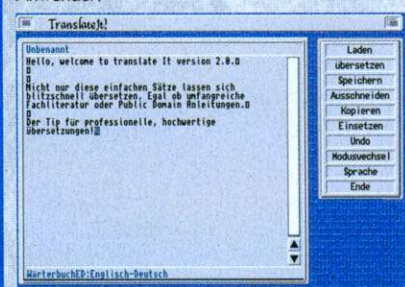 Translate It!
Unbenannt
Hello, welcome to translate It version 2.0.
Nicht nur diese einfachen Sätze lassen sich
blitzschnell übersetzen. Egal ob umfangreiche
Fachliteratur oder Public Domain Anleitungen.
Der Tip für professionelle, hochwertige
Übersetzungen!
WörterbuchED:Englisch-Deutsch
Laden
übersetzen
Speichern
Ausschneiden
Kopieren
Einsetzen
Undo
Moduswechsel
Sprache
Ende